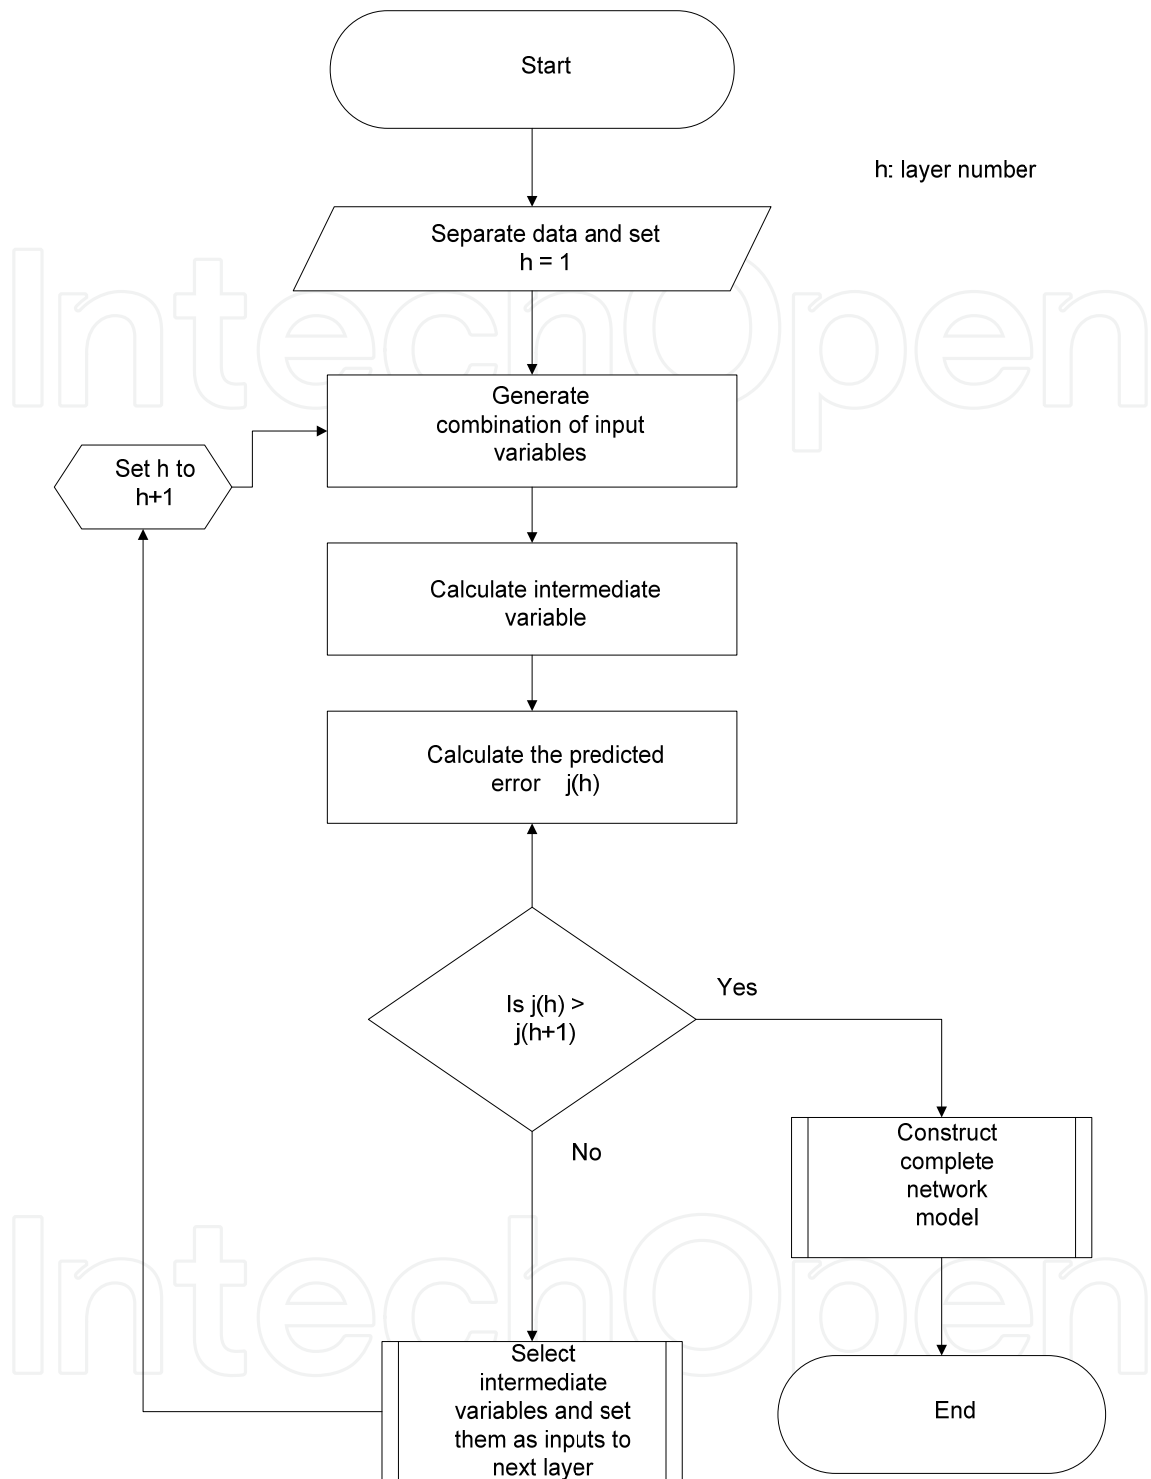 Start
h: layer number
Separate data and set
h = 1
Generate
combination of input
variables
Set h to
h+1
Calculate intermediate
variable
Calculate the predicted
error j(h)
Is j(h) >
j(h+1)
Yes
No
Construct
complete
network
model
Select
intermediate
variables and set
them as inputs to
next layer
End
IntechOpen
IntechOpen